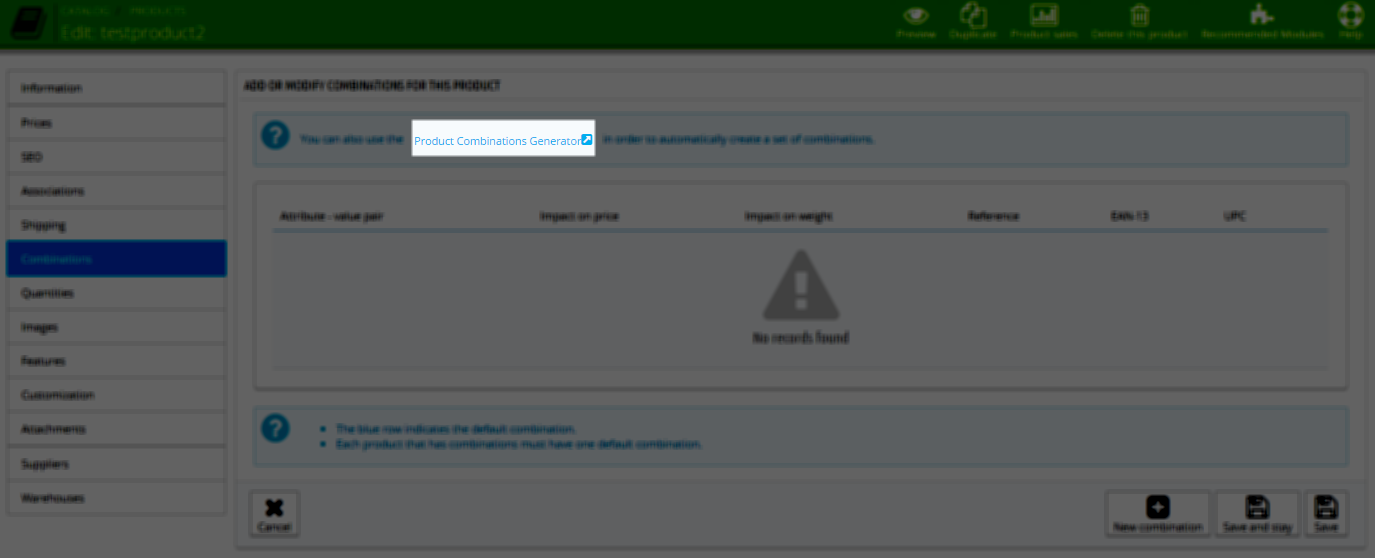 CATALOG / PRODUCTS
Edit: testproduct2
Preview
Duplicate
Product sales
Delete this product
Recommended Modules
Help
Information
Prices
SEO
Associations
Shipping
Combinations
Quantities
Images
Features
Customization
Attachments
Suppliers
Warehouses
ADD OR MODIFY COMBINATIONS FOR THIS PRODUCT
You can also use the Product Combinations Generator in order to automatically create a set of combinations.
Attribute - value pair Impact on price Impact on weight Reference EAN-13 UPC
No records found
The blue row indicates the default combination.
Each product that has combinations must have one default combination.
Cancel
New combination
Save and stay
Save